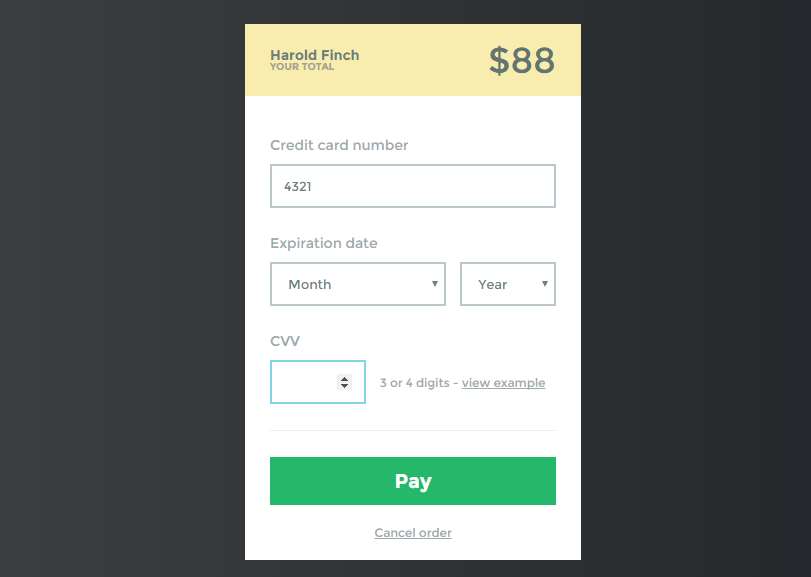 Harold Finch
YOUR TOTAL
$88
Credit card number
4321
Expiration date
Month
Year
CVV
3 or 4 digits - view example
Pay
Cancel order